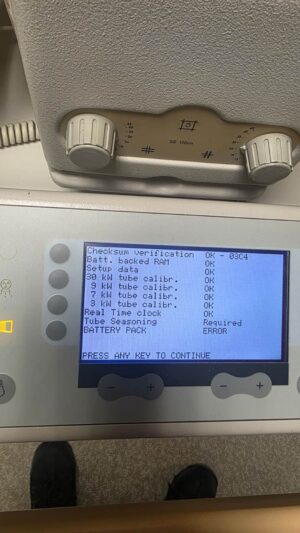 Checksum verification OK - 03C4
Batt. backed RAM OK
Setup data OK
30 kW tube calibr. OK
9 kW tube calibr. OK
7 kW tube calibr. OK
3 kW tube calibr. OK
Real Time clock OK
Tube Seasoning Required
BATTERY PACK ERROR
PRESS ANY KEY TO CONTINUE
- +
- +